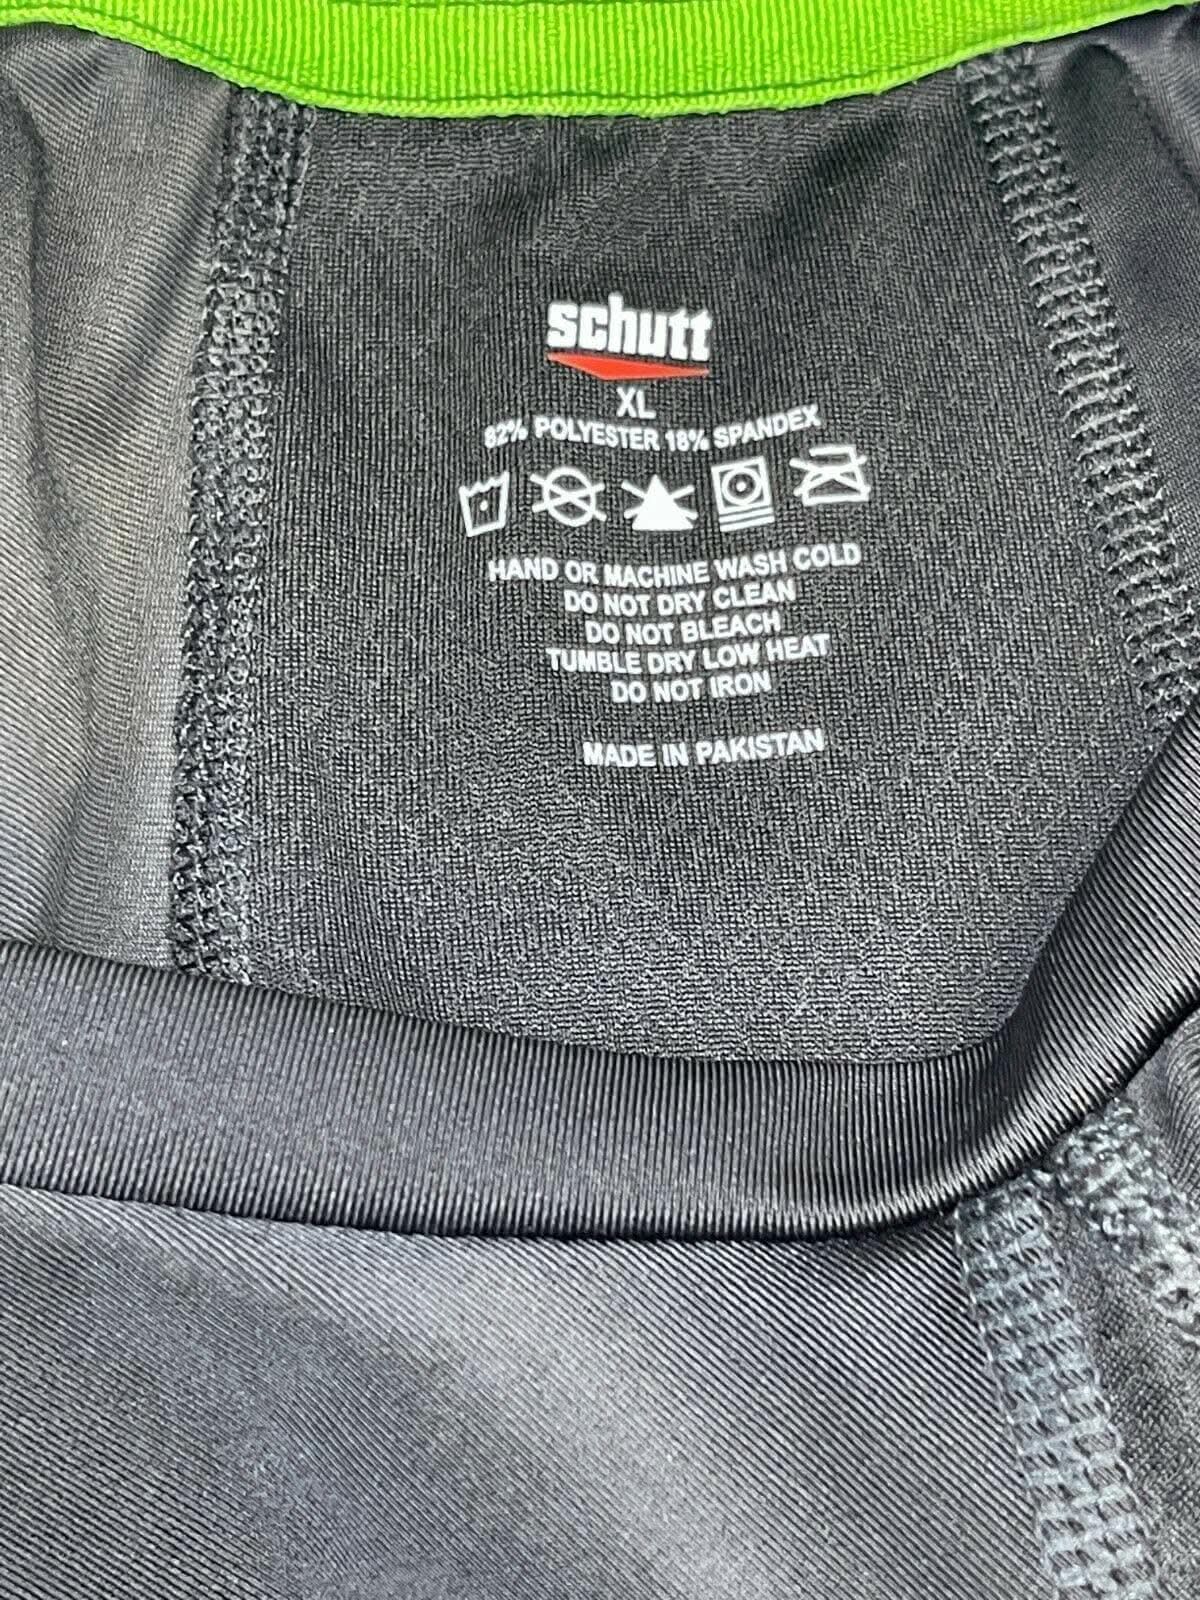 schutt
XL
82% POLYESTER 18% SPANDEX
HAND OR MACHINE WASH COLD
DO NOT DRY CLEAN
DO NOT BLEACH
TUMBLE DRY LOW HEAT
DO NOT IRON
MADE IN PAKISTAN